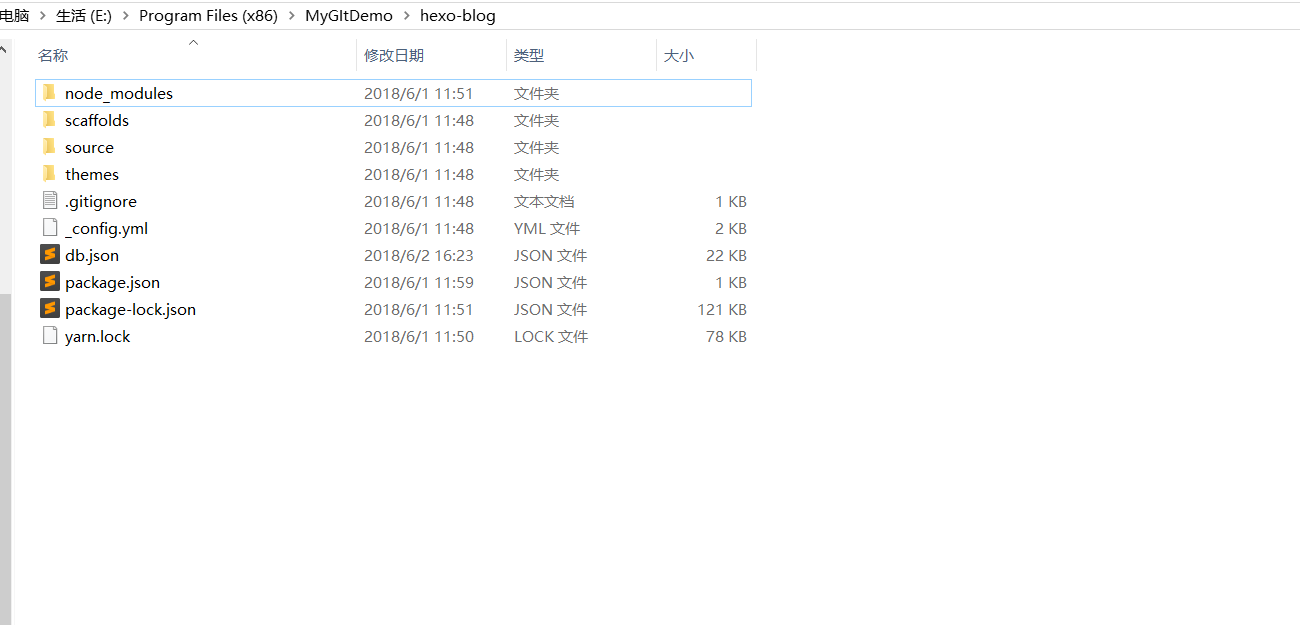 电脑 > 生活 (E:) > Program Files (x86) > MyGItDemo > hexo-blog
名称 修改日期 类型 大小
node_modules 2018/6/1 11:51 文件夹
scaffolds 2018/6/1 11:48 文件夹
source 2018/6/1 11:48 文件夹
themes 2018/6/1 11:48 文件夹
.gitignore 2018/6/1 11:48 文本文档 1 KB
_config.yml 2018/6/1 11:48 YML 文件 2 KB
db.json 2018/6/2 16:23 JSON 文件 22 KB
package.json 2018/6/1 11:59 JSON 文件 1 KB
package-lock.json 2018/6/1 11:51 JSON 文件 121 KB
yarn.lock 2018/6/1 11:50 LOCK 文件 78 KB